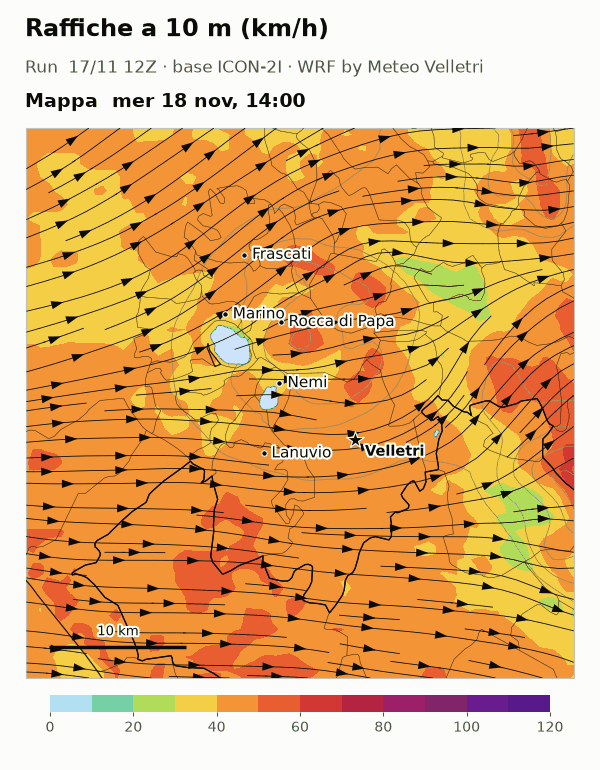 Raffiche a 10 m (km/h)
Run 17/11 12Z · base ICON-2I · WRF by Meteo Velletri
Mappa mer 18 nov, 14:00
Frascati
Marino
Rocca di Papa
Nemi
Velletri
Lanuvio
10 km
0 20 40 60 80 100 120